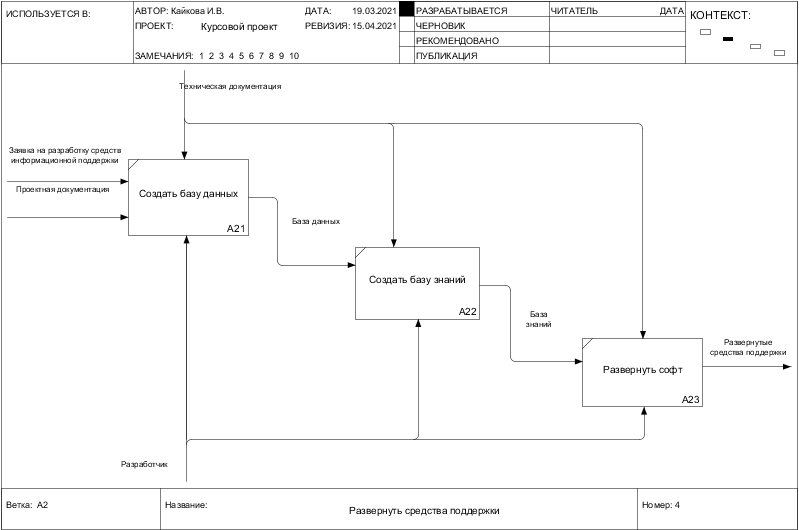 ИСПОЛЬЗУЕТСЯ В:
АВТОР: Кайкова И.В.
ДАТА: 19.03.2021
ПРОЕКТ: Курсовой проект
РЕВИЗИЯ: 15.04.2021
ЗАМЕЧАНИЯ: 1 2 3 4 5 6 7 8 9 10
РАЗРАБАТЫВАЕТСЯ
ЧЕРНОВИК
РЕКОМЕНДОВАНО
ПУБЛИКАЦИЯ
ЧИТАТЕЛЬ ДАТА
КОНТЕКСТ:
Техническая документация
Заявка на разработку средств
информационной поддержки
Проектная документация
Создать базу данных
A21
База данных
Создать базу знаний
A22
База
знаний
Развернуть софт
A23
Развернутые
средства поддержки
Разработчик
Ветка: A2
Название:
Развернуть средства поддержки
Номер: 4